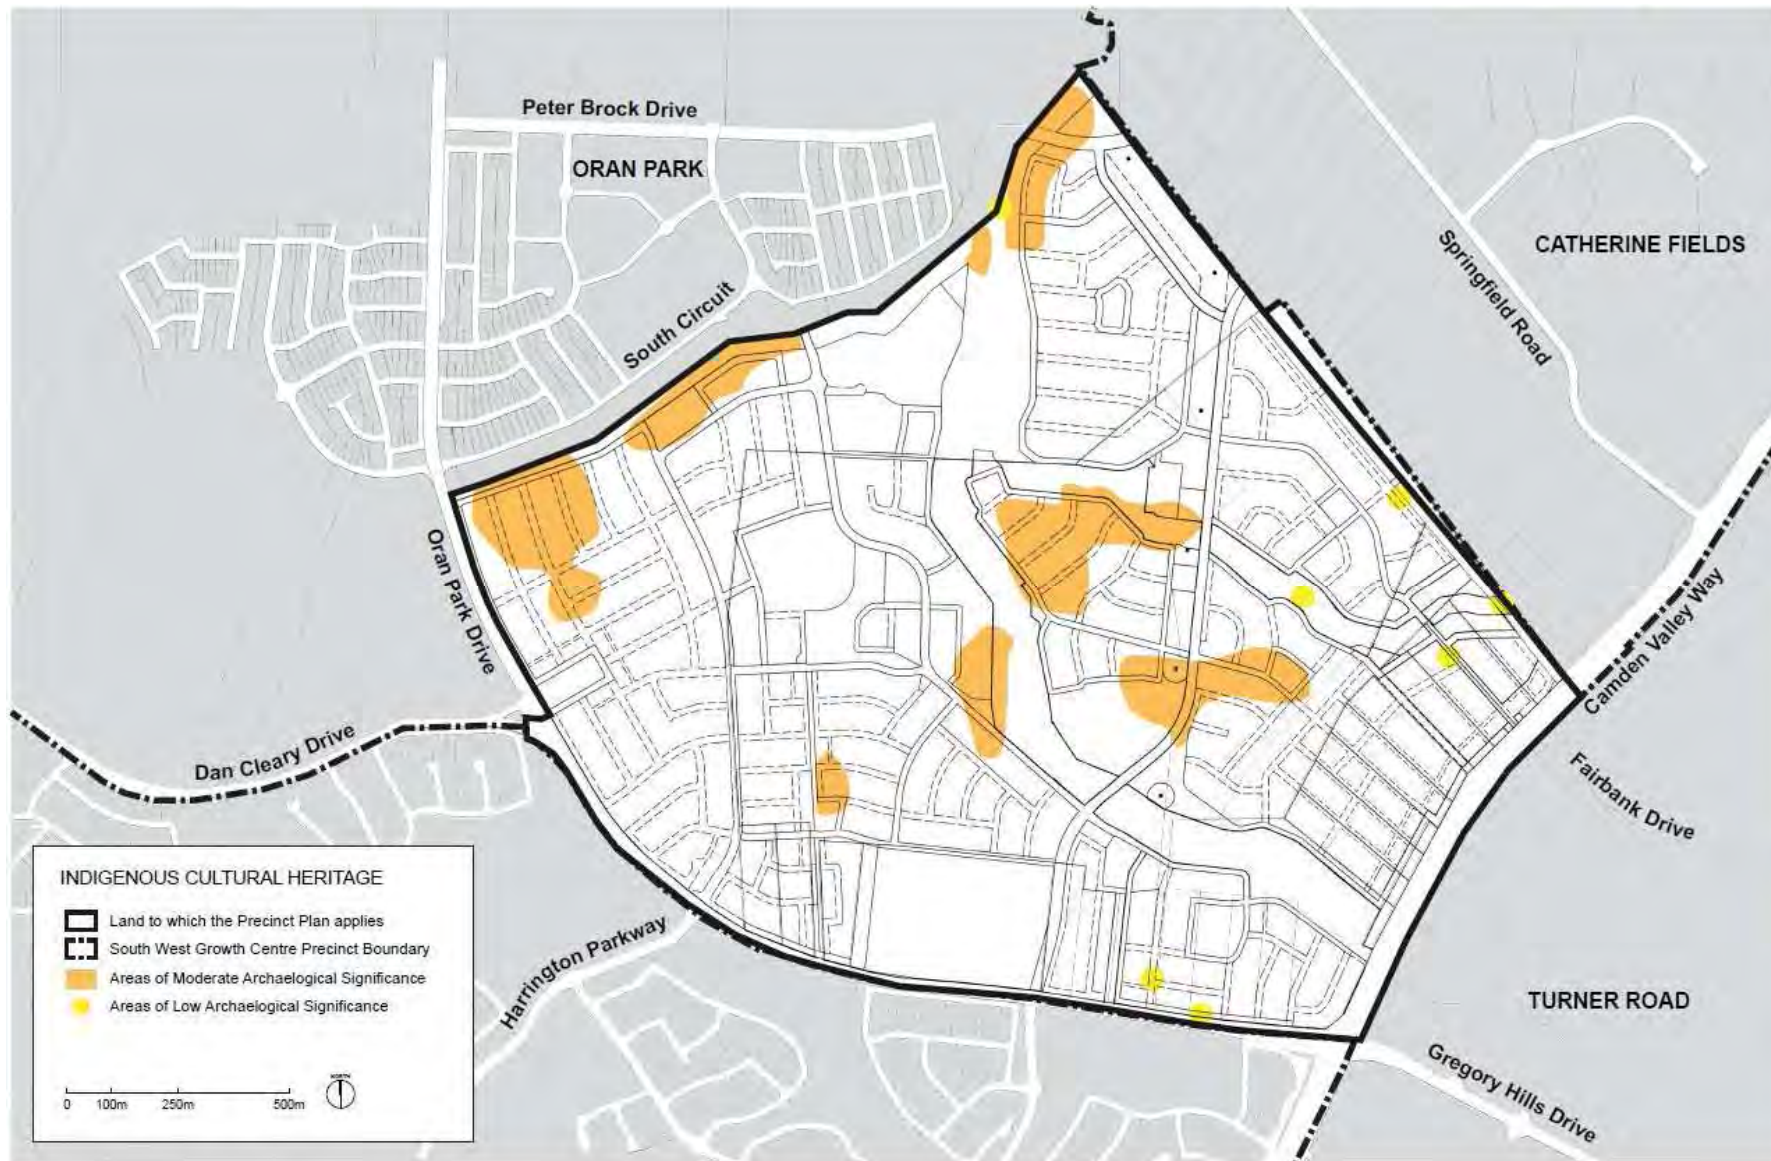 Peter Brock Drive
ORAN PARK
CATHERINE FIELDS
Springfield Road
South Circuit
Oran Park Drive
Camden Valley Way
Dan Cleary Drive
Fairbank Drive
Harrington Parkway
TURNER ROAD
Gregory Hills Drive
INDIGENOUS CULTURAL HERITAGE
Land to which the Precinct Plan applies
South West Growth Centre Precinct Boundary
Areas of Moderate Archaelogical Significance
Areas of Low Archaelogical Significance
0 100m 250m 500m
NORTH